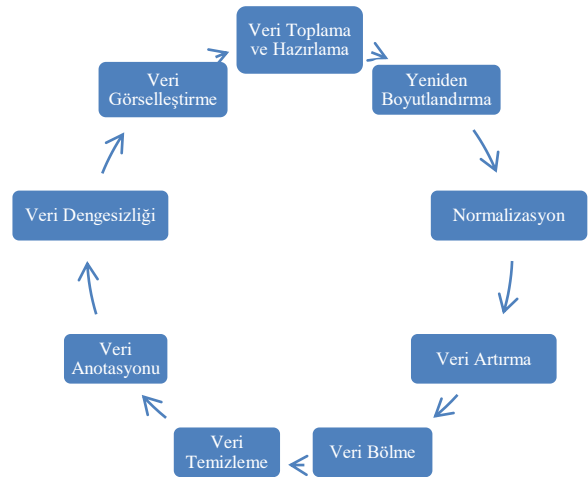 Veri Toplama
ve Hazırlama
Yeniden
Boyutlandırma
Normalizasyon
Veri Artırma
Veri Bölme
Veri
Temizleme
Veri
Anotasyonu
Veri Dengesizliği
Veri
Görselleştirme